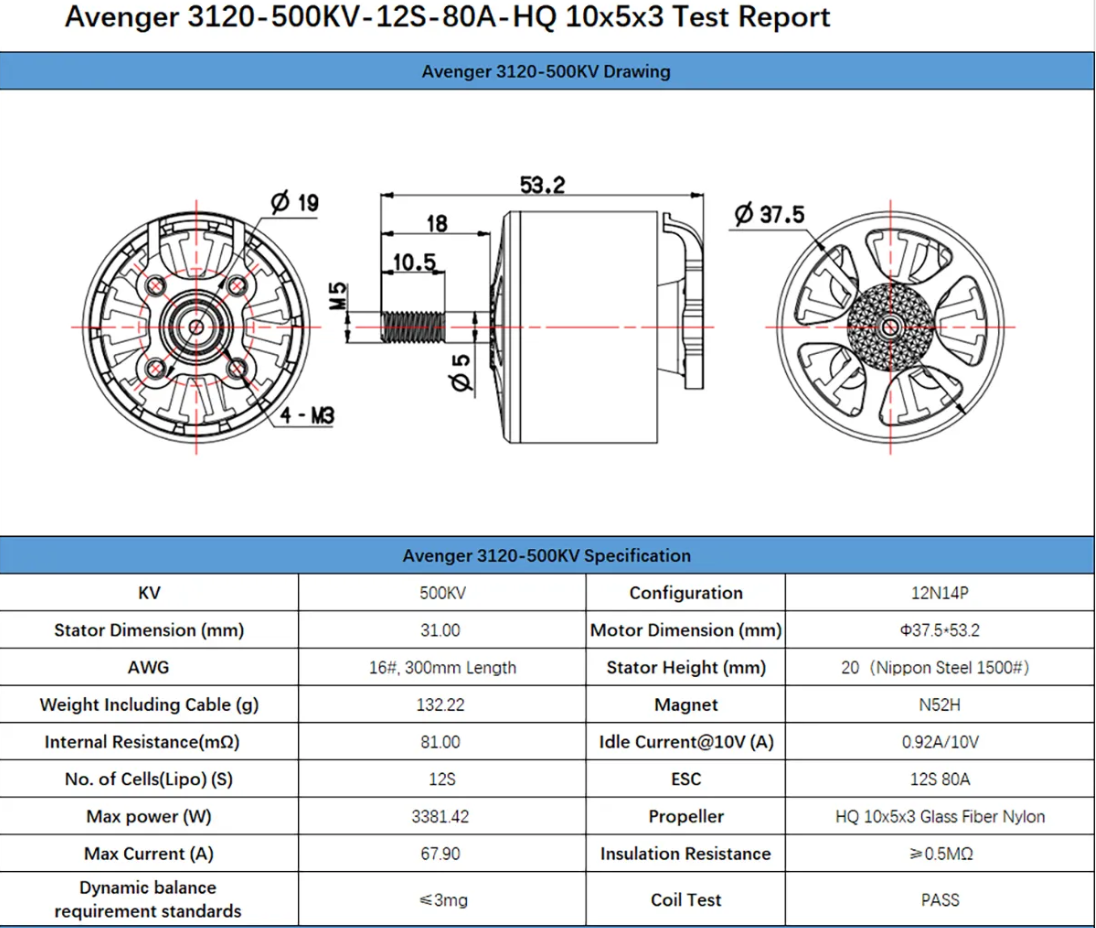 Avenger 3120-500KV-12S-80A-HQ 10x5x3 Test Report
Avenger 3120-500KV Drawing
53.2
Ø 19
18
Ø 37.5
10.5
M5
Ø 5
4 - M3
Avenger 3120-500KV Specification
KV 500KV Configuration 12N14P
Stator Dimension (mm) 31.00 Motor Dimension (mm) Φ37.5*53.2
AWG 16#, 300mm Length Stator Height (mm) 20（Nippon Steel 1500#）
Weight Including Cable (g) 132.22 Magnet N52H
Internal Resistance(mΩ) 81.00 Idle Current@10V (A) 0.92A/10V
No. of Cells(Lipo) (S) 12S ESC 12S 80A
Max power (W) 3381.42 Propeller HQ 10x5x3 Glass Fiber Nylon
Max Current (A) 67.90 Insulation Resistance ≥0.5MΩ
Dynamic balance
requirement standards ≤3mg Coil Test PASS